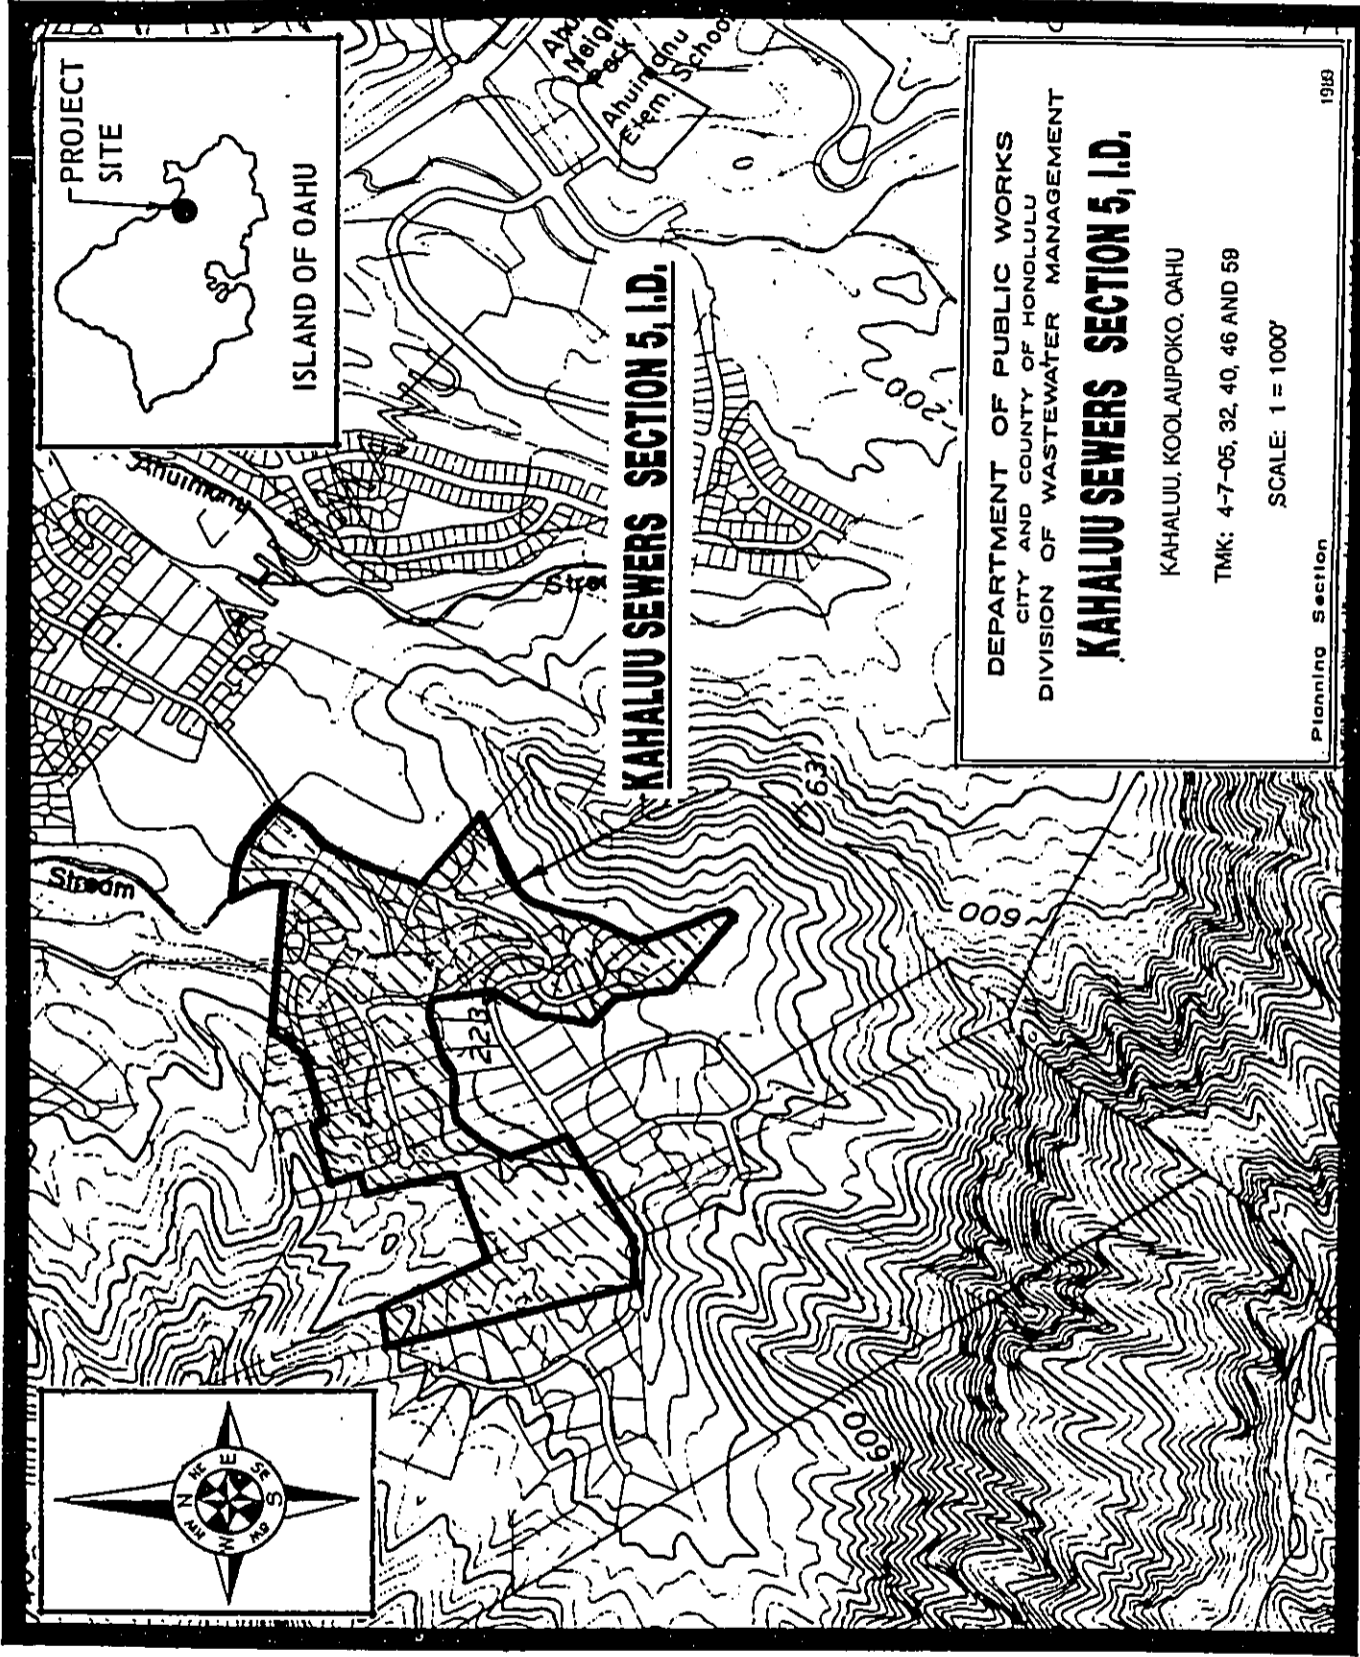 PROJECT
SITE
ISLAND OF OAHU
Ahuimanu
Elem. School
Park
Ahuimanu
Stream
KAHALUU SEWERS SECTION 5, I.D.
200
Stream
223
763
600
1600
N
NE
E
SE
S
SW
W
NW
DEPARTMENT OF PUBLIC WORKS
CITY AND COUNTY OF HONOLULU
DIVISION OF WASTEWATER MANAGEMENT
KAHALUU SEWERS SECTION 5, I.D.
KAHALUU, KOOLAUPOKO, OAHU
TMK: 4-7-05, 32, 40, 46 AND 59
SCALE: 1 = 1000'
Planning Section
1989